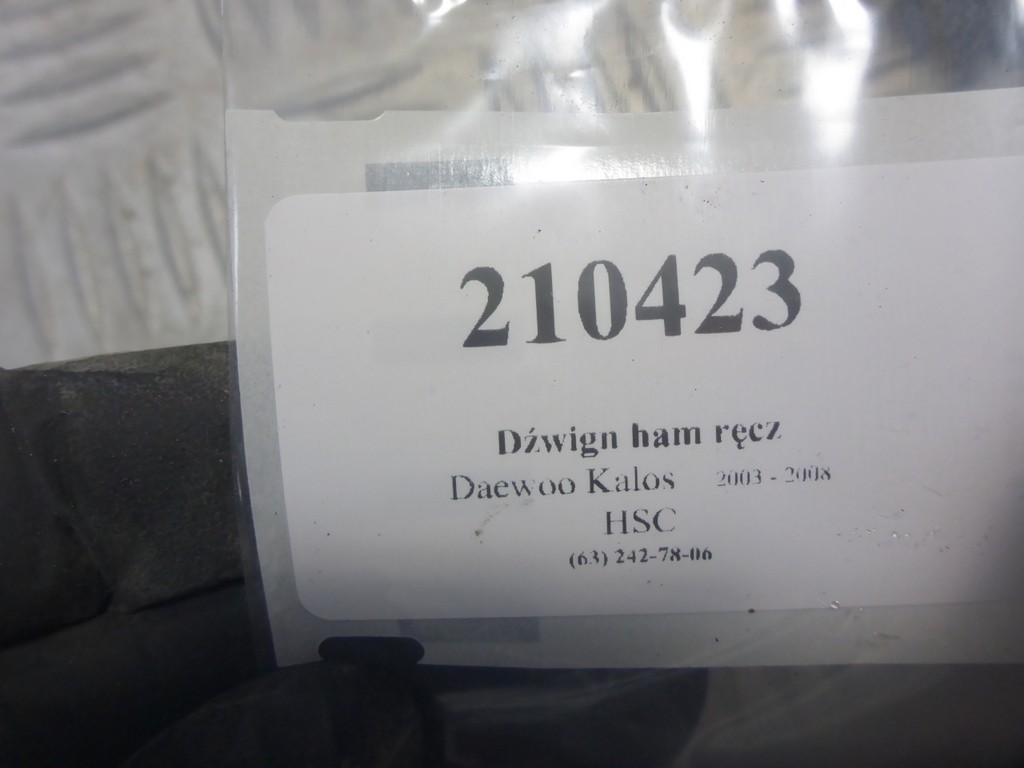 210423
Dźwign ham ręcz
Daewoo Kalos 2003 - 2008
HSC
(63) 242-78-06